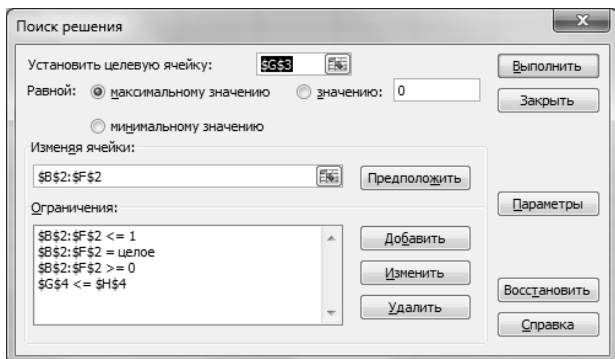 Поиск решения
x
Установить целевую ячейку: $G$3
Выполнить
Равной: максимальному значению значению: 0
Закрыть
минимальному значению
Изменяя ячейки:
$B$2:$F$2
Предположить
Параметры
Ограничения:
$B$2:$F$2 <= 1
$B$2:$F$2 = целое
$B$2:$F$2 >= 0
$G$4 <= $H$4
Добавить
Изменить
Удалить
Восстановить
Справка